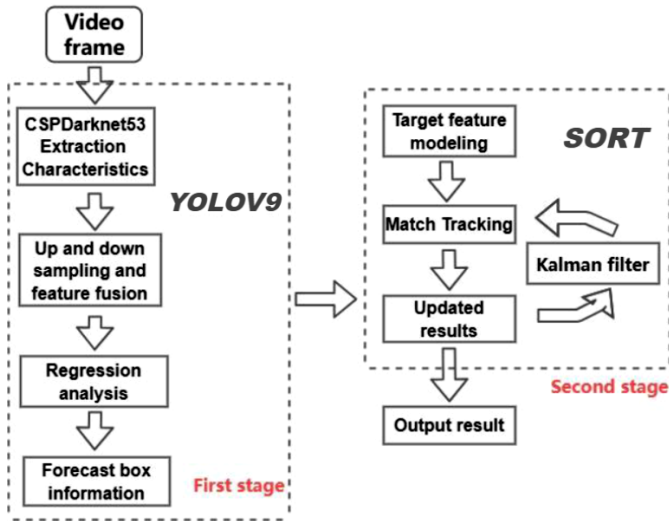 Video
frame
CSPDarknet53
Extraction
Characteristics
YOLOV9
Up and down
sampling and
feature fusion
Regression
analysis
Forecast box
information
First stage
Target feature
modeling
SORT
Match Tracking
Kalman filter
Updated
results
Second stage
Output result